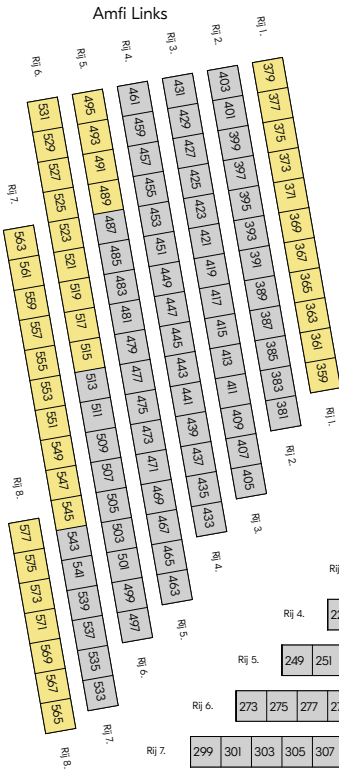 Amfi Links
Rij 1.
379 377 375 373 371 369 367 365 363 361 359
Rij 1.
Rij 2.
403 401 399 397 395 393 391 389 387 385 383 381
Rij 2.
Rij 3.
431 429 427 425 423 421 419 417 415 413 411 409 407 405
Rij 3.
Rij 4.
461 459 457 455 453 451 449 447 445 443 441 439 437 435 433
Rij 4.
Rij 5.
495 493 491 489 487 485 483 481 479 477 475 473 471 469 467 465 463
Rij 5.
Rij 6.
531 529 527 525 523 521 519 517 515 513 511 509 507 505 503 501 499 497
Rij 6.
Rij 7.
563 561 559 557 555 553 551 549 547 545 543 541 539 537 535 533
Rij 7.
Rij 8.
577 575 573 571 569 567 565
Rij 8.
Rij
Rij 4.
Rij 5. 249 251
Rij 6. 273 275 277
Rij 7. 299 301 303 305 307